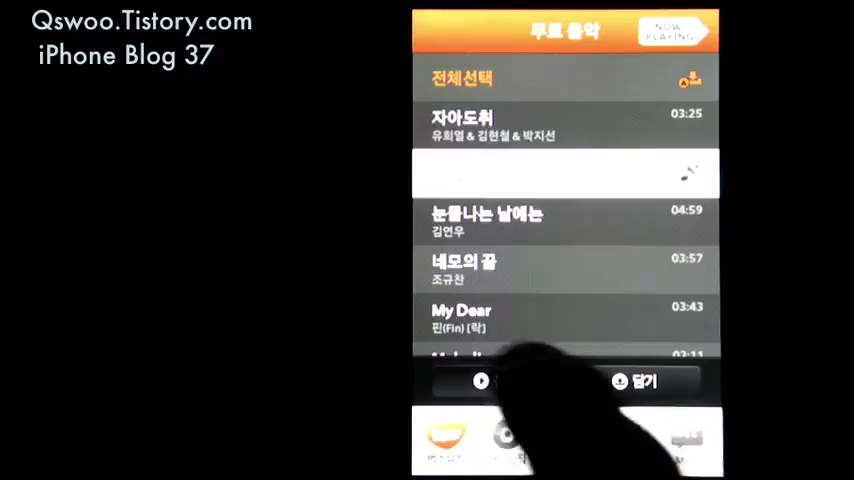 Qswoo.Tistory.com
iPhone Blog 37
무료 음악
NOW PLAYING
전체선택
자아도취
03:25
유희열 & 김현철 & 박지선
눈물나는 날에는
04:59
김연우
네모의 꿈
03:57
조규찬
My Dear
03:43
핀(Fin) [락]
03:11
담기